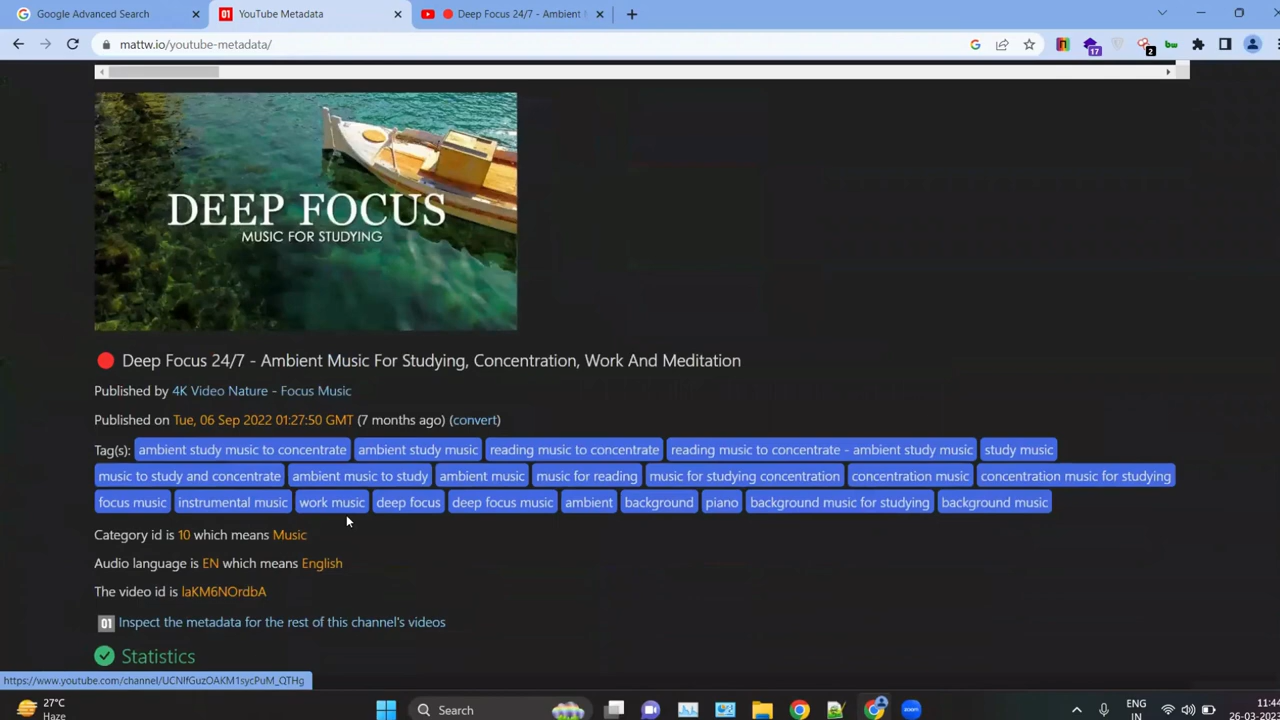 Google Advanced Search
01 YouTube Metadata
Deep Focus 24/7 - Ambient
mattw.io/youtube-metadata/
17
2
bw
DEEP FOCUS
MUSIC FOR STUDYING
Deep Focus 24/7 - Ambient Music For Studying, Concentration, Work And Meditation
Published by 4K Video Nature - Focus Music
Published on Tue, 06 Sep 2022 01:27:50 GMT (7 months ago) (convert)
Tag(s): ambient study music to concentrate ambient study music reading music to concentrate reading music to concentrate - ambient study music study music
music to study and concentrate ambient music to study ambient music music for reading music for studying concentration concentration music concentration music for studying
focus music instrumental music work music deep focus deep focus music ambient background piano background music for studying background music
Category id is 10 which means Music
Audio language is EN which means English
The video id is laKM6NOrdbA
01 Inspect the metadata for the rest of this channel's videos
Statistics
https://www.youtube.com/channel/UCNlfGuzOAKM1sycPuM_QTHg
27°C
Haze
Search
zoom
ENG
IN
11:4
26-03-2023